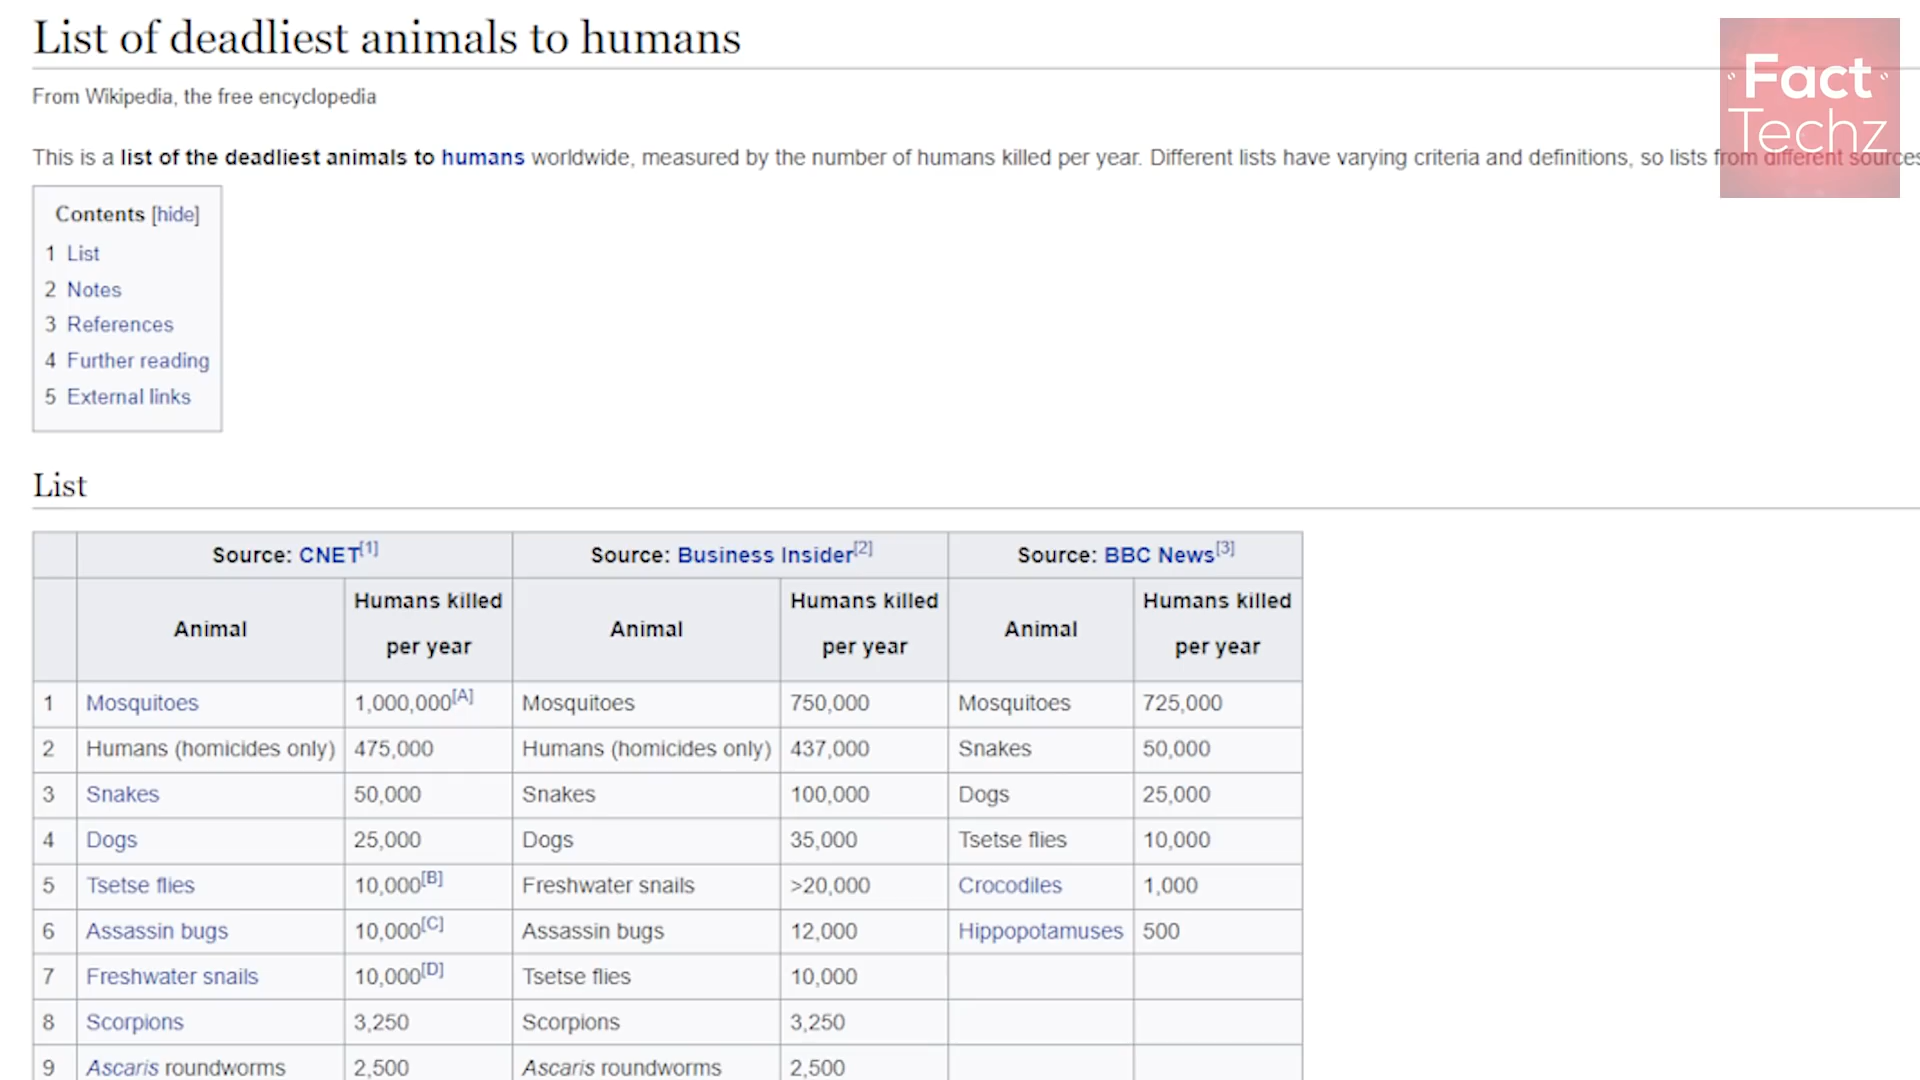 List of deadliest animals to humans
From Wikipedia, the free encyclopedia
Fact
Techz
This is a list of the deadliest animals to humans worldwide, measured by the number of humans killed per year. Different lists have varying criteria and definitions, so lists from different sources
Contents [hide]
1 List
2 Notes
3 References
4 Further reading
5 External links
List
Source: CNET[1] Source: Business Insider[2] Source: BBC News[3]
Animal Humans killed per year Animal Humans killed per year Animal Humans killed per year
1 Mosquitoes 1,000,000[A] Mosquitoes 750,000 Mosquitoes 725,000
2 Humans (homicides only) 475,000 Humans (homicides only) 437,000 Snakes 50,000
3 Snakes 50,000 Snakes 100,000 Dogs 25,000
4 Dogs 25,000 Dogs 35,000 Tsetse flies 10,000
5 Tsetse flies 10,000[B] Freshwater snails >20,000 Crocodiles 1,000
6 Assassin bugs 10,000[C] Assassin bugs 12,000 Hippopotamuses 500
7 Freshwater snails 10,000[D] Tsetse flies 10,000
8 Scorpions 3,250 Scorpions 3,250
9 Ascaris roundworms 2,500 Ascaris roundworms 2,500